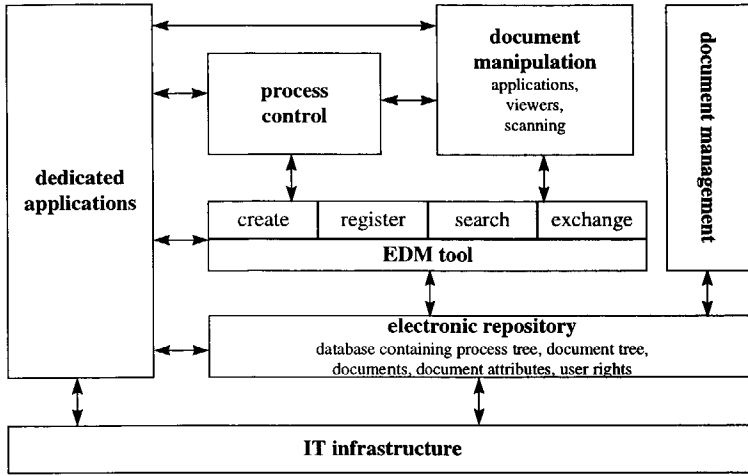 document
manipulation
applications,
viewers,
scanning
document management
process
control
dedicated
applications
create register search exchange
EDM tool
electronic repository
database containing process tree, document tree,
documents, document attributes, user rights
IT infrastructure